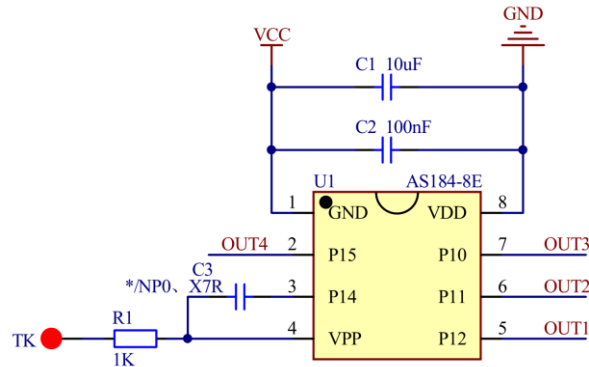 GND
VCC
C1 10uF
C2 100nF
U1 AS184-8E
1 GND VDD 8
OUT4 2 P15 P10 7 OUT3
C3
*/NP0、X7R 3 P14 P11 6 OUT2
R1
TK 4 VPP P12 5 OUT1
1K